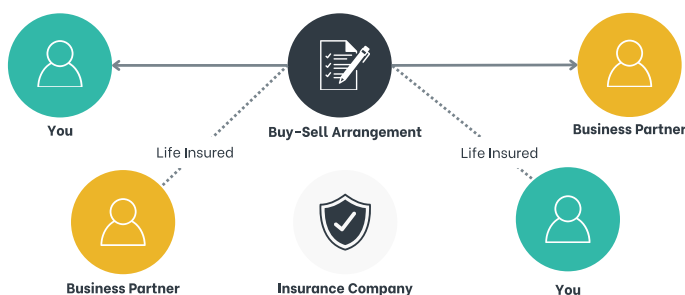 You
Buy-Sell Arrangement
Business Partner
Life Insured
Life Insured
Business Partner
Insurance Company
You